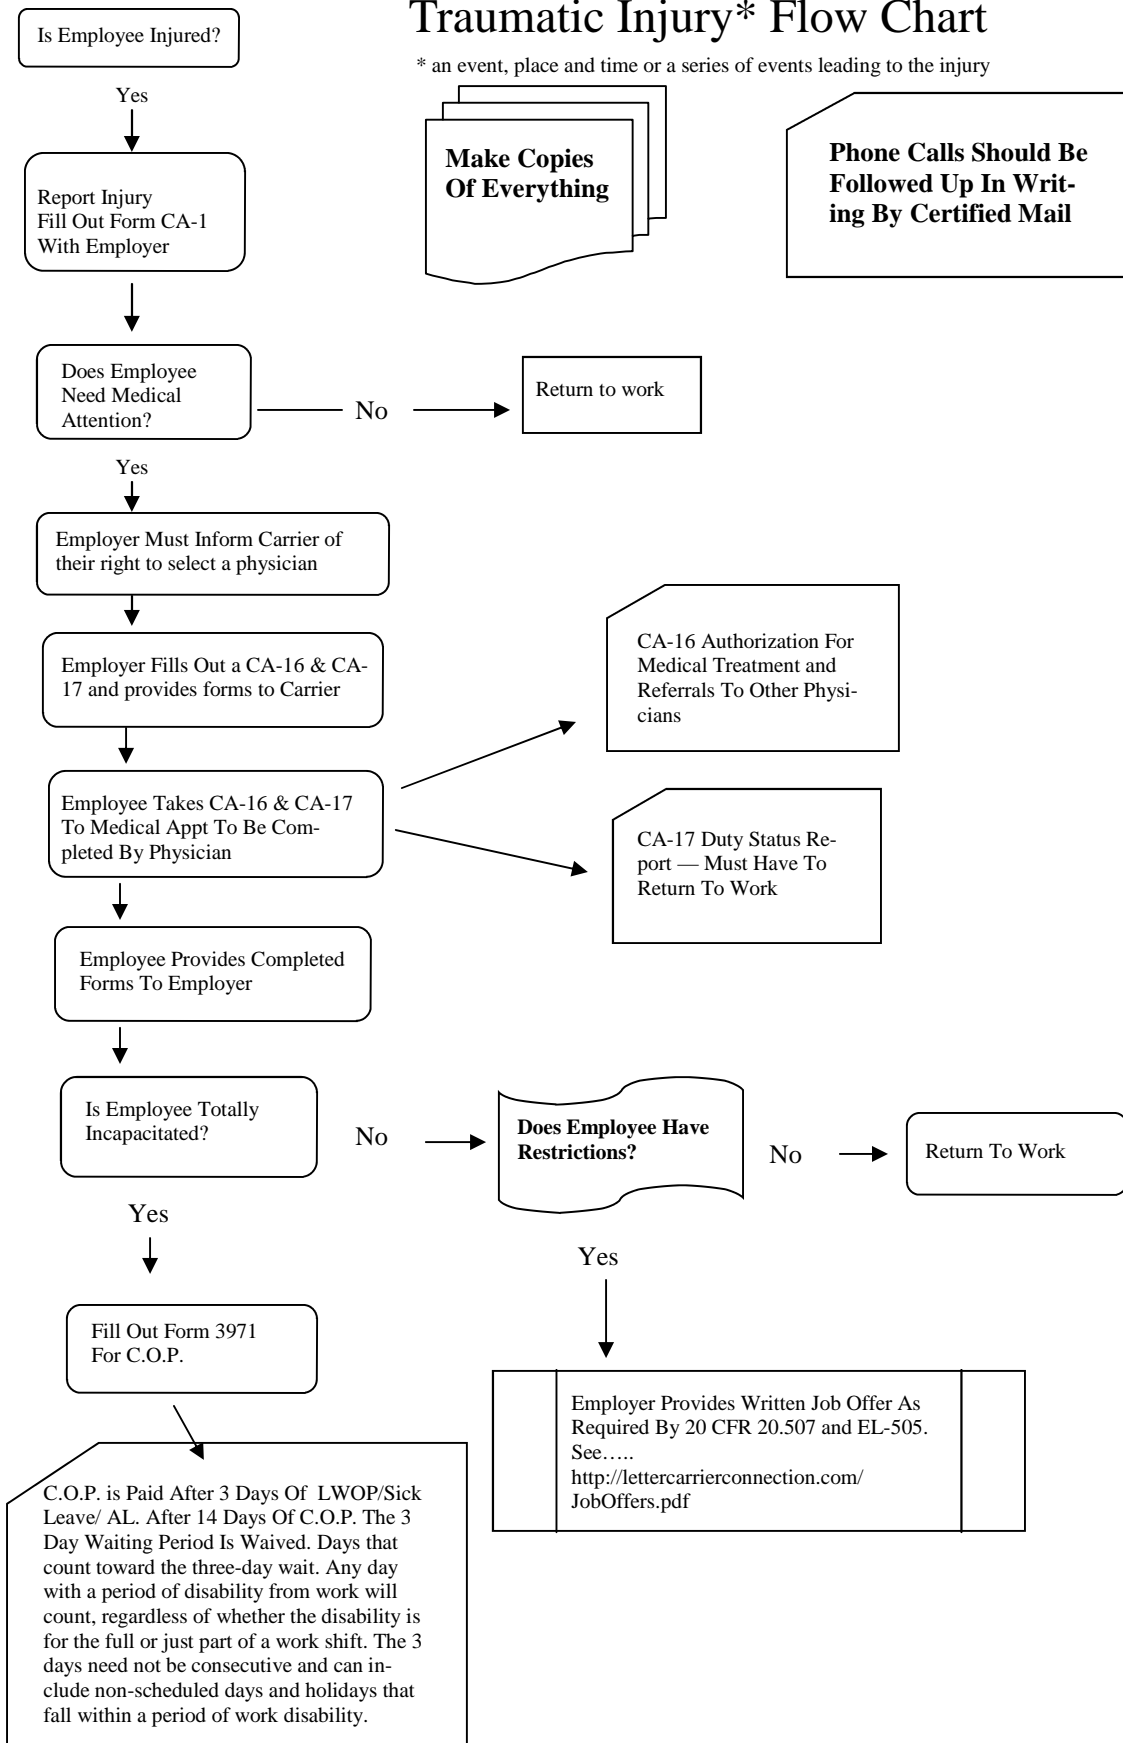 Traumatic Injury* Flow Chart
* an event, place and time or a series of events leading to the injury
Is Employee Injured?
Yes
Make Copies
Of Everything
Phone Calls Should Be
Followed Up In Writ-
ing By Certified Mail
Report Injury
Fill Out Form CA-1
With Employer
Does Employee
Need Medical
Attention?
No
Return to work
Yes
Employer Must Inform Carrier of
their right to select a physician
Employer Fills Out a CA-16 & CA-
17 and provides forms to Carrier
CA-16 Authorization For
Medical Treatment and
Referrals To Other Physi-
cians
Employee Takes CA-16 & CA-17
To Medical Appt To Be Com-
pleted By Physician
CA-17 Duty Status Re-
port — Must Have To
Return To Work
Employee Provides Completed
Forms To Employer
Is Employee Totally
Incapacitated?
No
Does Employee Have
Restrictions?
No
Return To Work
Yes
Yes
Fill Out Form 3971
For C.O.P.
Employer Provides Written Job Offer As
Required By 20 CFR 20.507 and EL-505.
See…..
http://lettercarrierconnection.com/
JobOffers.pdf
C.O.P. is Paid After 3 Days Of  LWOP/Sick
Leave/ AL. After 14 Days Of C.O.P. The 3
Day Waiting Period Is Waived. Days that
count toward the three-day wait. Any day
with a period of disability from work will
count, regardless of whether the disability is
for the full or just part of a work shift. The 3
days need not be consecutive and can in-
clude non-scheduled days and holidays that
fall within a period of work disability.